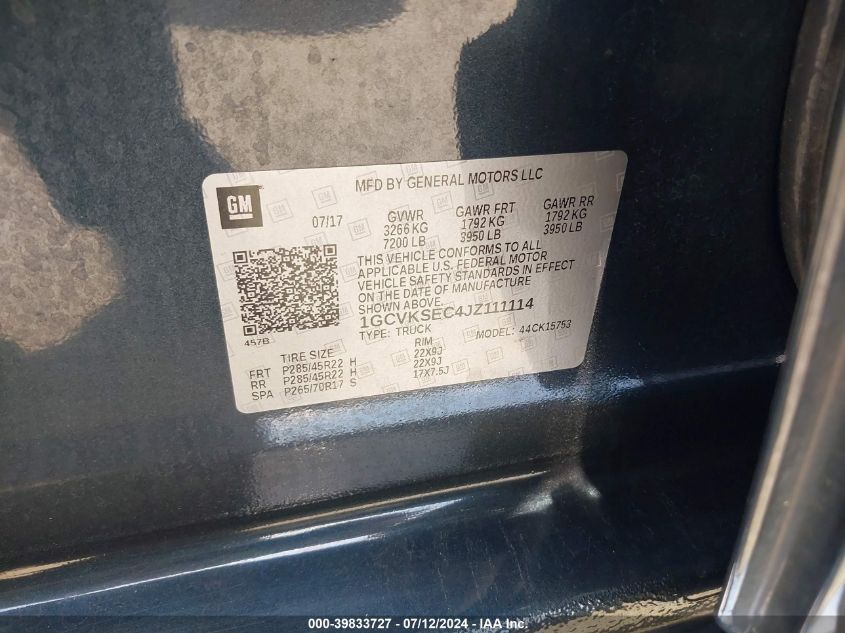 GM
MFD BY GENERAL MOTORS LLC
07/17
GVWR GAWR FRT GAWR RR
3266 KG 1792 KG 1792 KG
7200 LB 3950 LB 3950 LB
THIS VEHICLE CONFORMS TO ALL
APPLICABLE U.S. FEDERAL MOTOR
VEHICLE SAFETY STANDARDS IN EFFECT
ON THE DATE OF MANUFACTURE
SHOWN ABOVE.
1GCVKSEC4JZ111114
457B
TYPE: TRUCK MODEL: 44CK15753
TIRE SIZE RIM
FRT P285/45R22 H 22X9J
RR P285/45R22 H 22X9J
SPA P265/70R17 S 17X7.5J
000-39833727 - 07/12/2024 - IAA Inc.